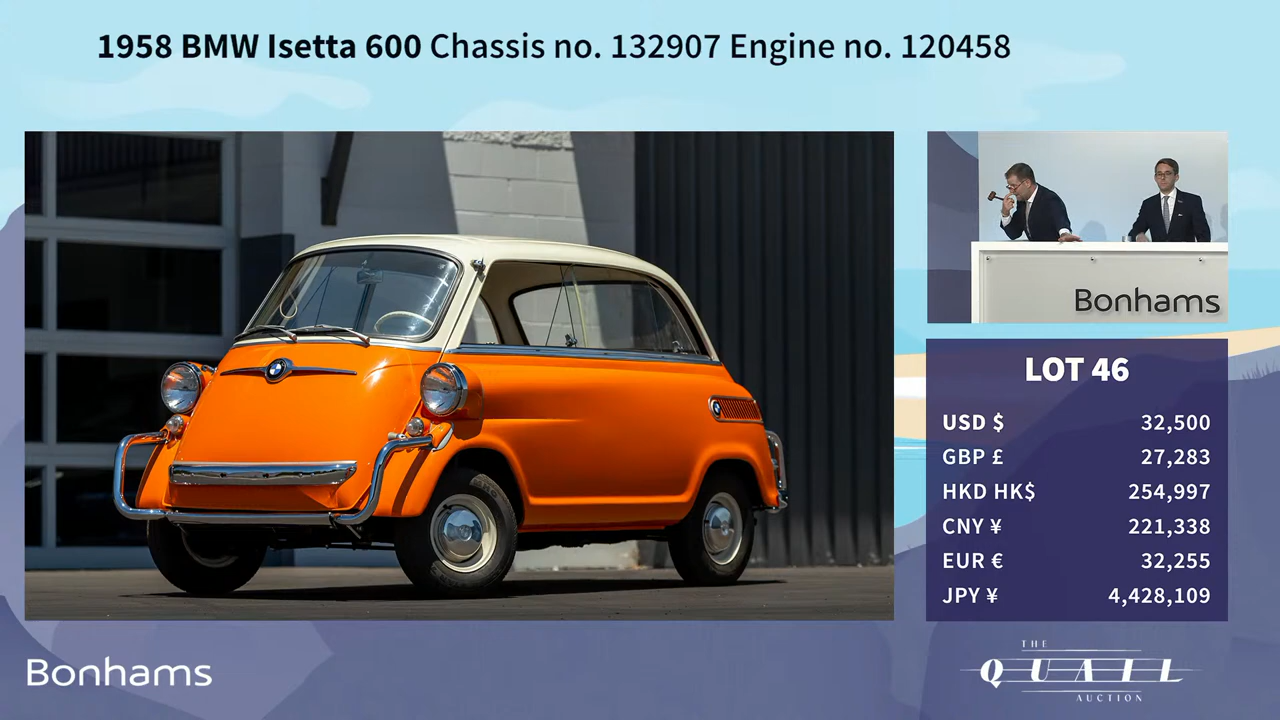 1958 BMW Isetta 600 Chassis no. 132907 Engine no. 120458
BMW
Bonhams
LOT 46
USD $ 32,500
GBP £ 27,283
HKD HK$ 254,997
CNY ¥ 221,338
EUR € 32,255
JPY ¥ 4,428,109
Bonhams
THE
QUAIL
AUCTION